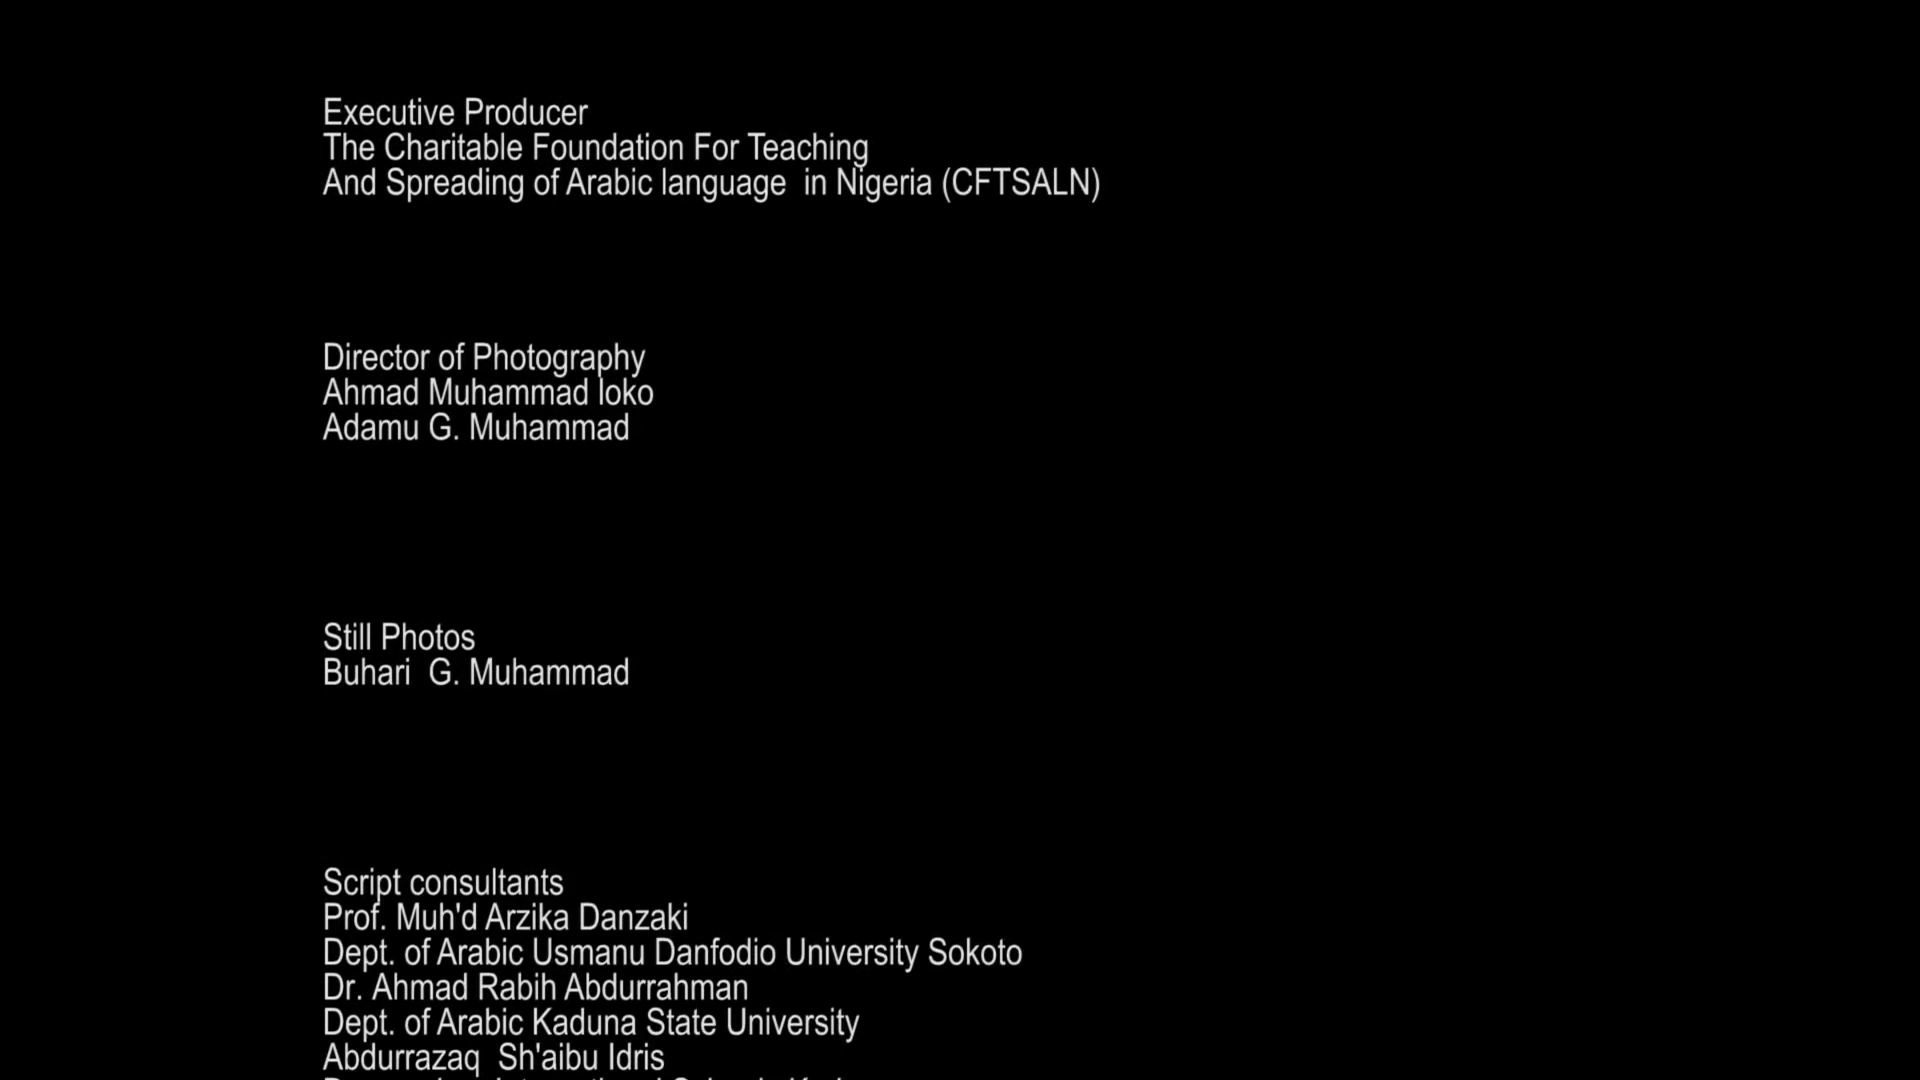 Executive Producer
The Charitable Foundation For Teaching
And Spreading of Arabic language  in Nigeria (CFTSALN)
Director of Photography
Ahmad Muhammad loko
Adamu G. Muhammad
Still Photos
Buhari  G. Muhammad
Script consultants
Prof. Muh'd Arzika Danzaki
Dept. of Arabic Usmanu Danfodio University Sokoto
Dr. Ahmad Rabih Abdurrahman
Dept. of Arabic Kaduna State University
Abdurrazaq  Sh'aibu Idris